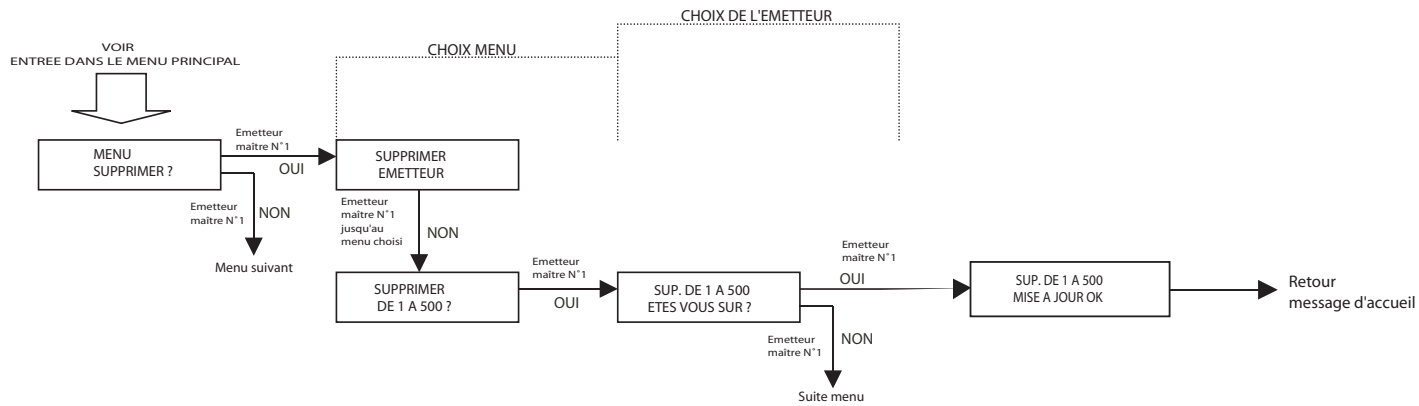 CHOIX DE L'EMETTEUR
VOIR
ENTREE DANS LE MENU PRINCIPAL
CHOIX MENU
MENU
SUPPRIMER ?
Emetteur
maître N°1
OUI
SUPPRIMER
EMETTEUR
Emetteur
maître N°1
NON
Menu suivant
Emetteur
maître N°1
jusqu'au
menu choisi
NON
SUPPRIMER
DE 1 A 500 ?
Emetteur
maître N°1
OUI
SUP. DE 1 A 500
ETES VOUS SUR ?
Emetteur
maître N°1
OUI
SUP. DE 1 A 500
MISE A JOUR OK
Retour
message d'accueil
Emetteur
maître N°1
NON
Suite menu